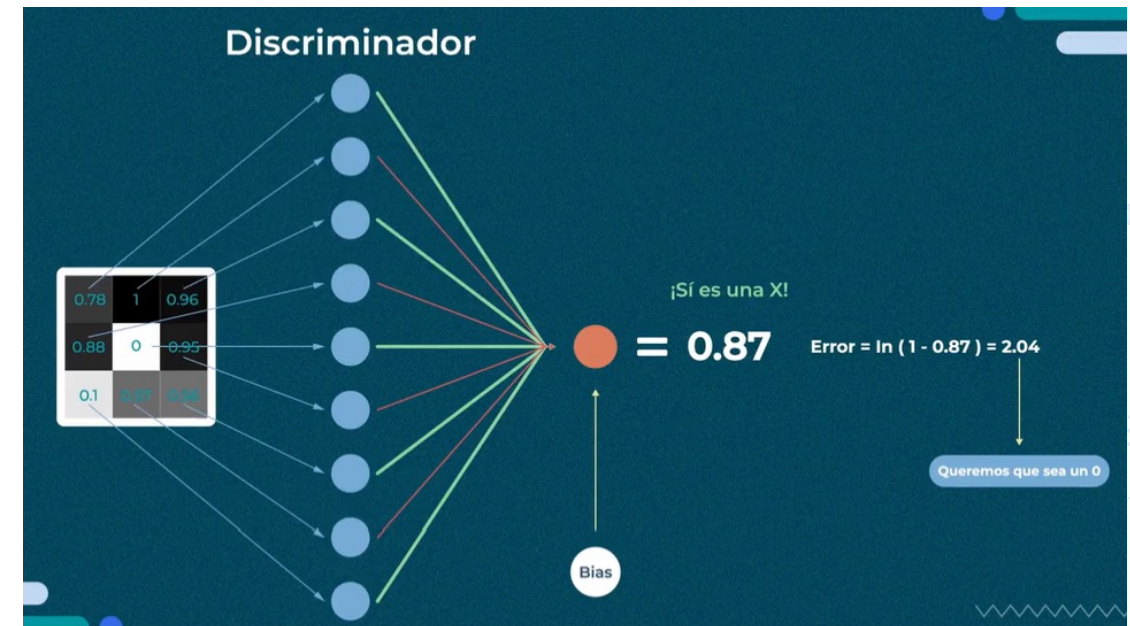 Discriminador
0.78 1 0.96
0.88 0 0.95
0.1
¡Sí es una X!
= 0.87
Error = ln ( 1 - 0.87 ) = 2.04
Queremos que sea un 0
Bias